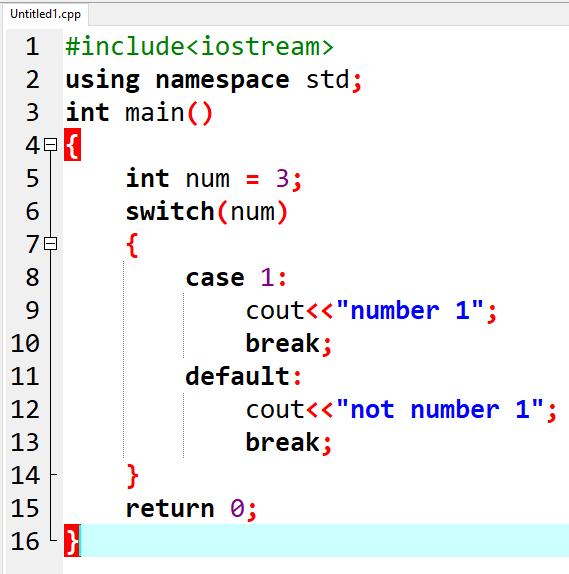 Untitled1.cpp
1 #include<iostream>
2 using namespace std;
3 int main()
4 {
5 int num = 3;
6 switch(num)
7 {
8 case 1:
9 cout<<"number 1";
10 break;
11 default:
12 cout<<"not number 1";
13 break;
14 }
15 return 0;
16 }